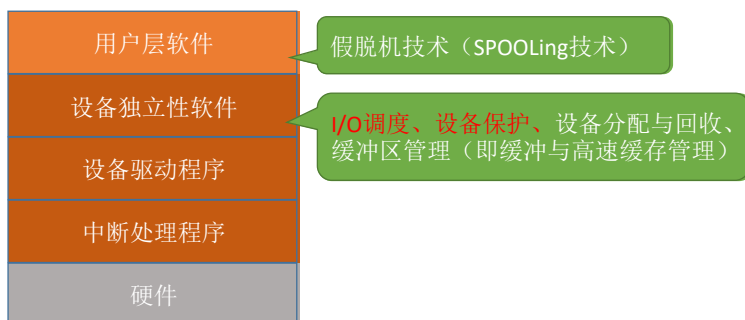 用户层软件
假脱机技术（SPOOLing技术）
设备独立性软件
I/O调度、设备保护、设备分配与回收、
缓冲区管理（即缓冲与高速缓存管理）
设备驱动程序
中断处理程序
硬件